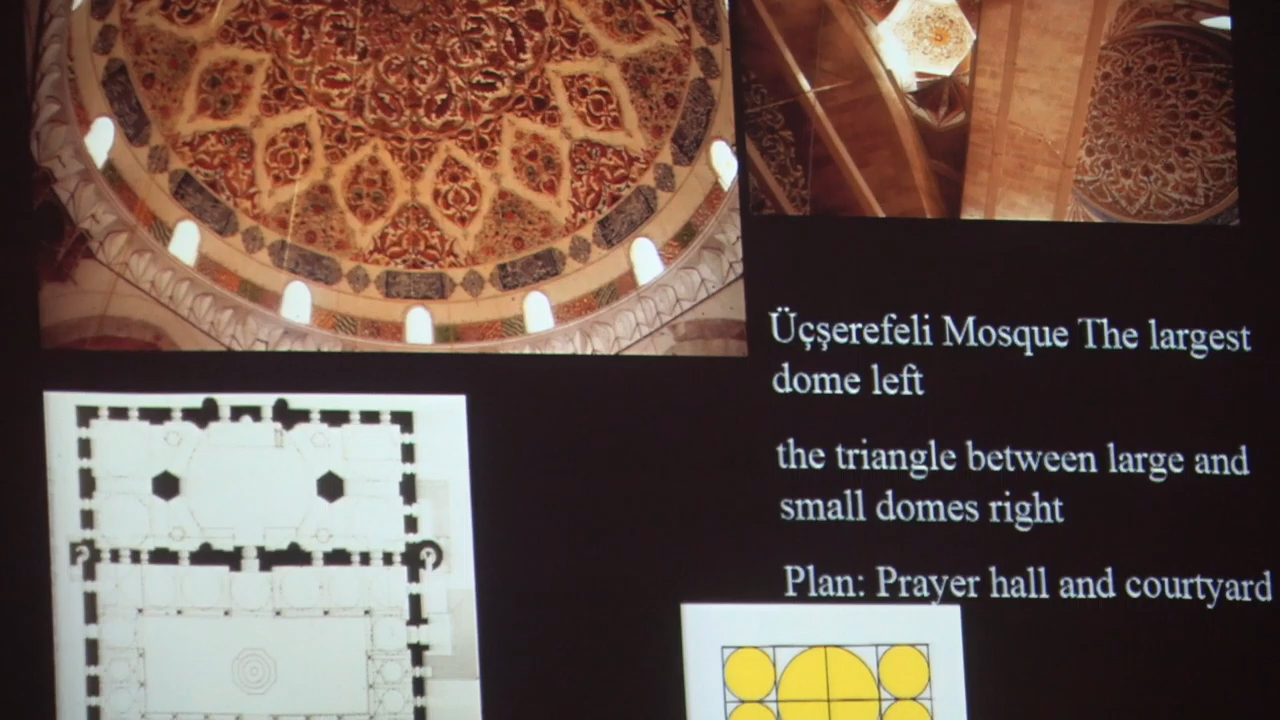 Üçşerefeli Mosque The largest
dome left
the triangle between large and
small domes right
Plan: Prayer hall and courtyard